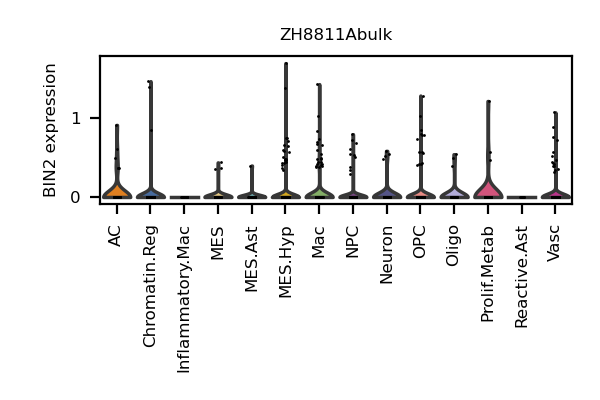 ZH8811Abulk
BIN2 expression
1
0
AC
Chromatin.Reg
Inflammatory.Mac
MES
MES.Ast
MES.Hyp
Mac
NPC
Neuron
OPC
Oligo
Prolif.Metab
Reactive.Ast
Vasc